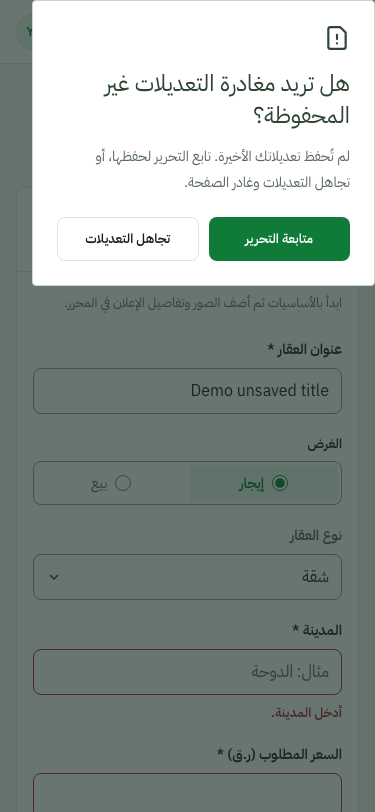 هل تريد مغادرة التعديلات غير
المحفوظة؟
لم تُحفظ تعديلاتك الأخيرة. تابع التحرير لحفظها، أو
تجاهل التعديلات وغادر الصفحة.
متابعة التحرير
تجاهل التعديلات
ابدأ بالأساسيات ثم أضف الصور وتفاصيل الإعلان في المحرر.
عنوان العقار *
Demo unsaved title
الغرض
إيجار
بيع
نوع العقار
شقة
المدينة *
مثال: الدوحة
أدخل المدينة.
السعر المطلوب (ر.ق) *